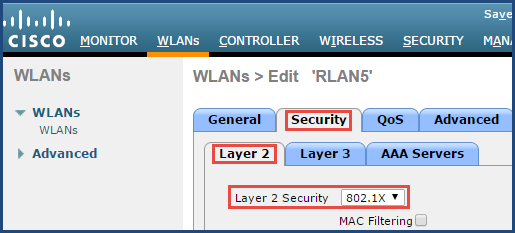 Save
CISCO
MONITOR WLANs CONTROLLER WIRELESS SECURITY MAN
WLANs
WLANs
WLANs
Advanced
WLANs > Edit 'RLAN5'
General Security QoS Advanced
Layer 2 Layer 3 AAA Servers
Layer 2 Security 802.1X
MAC Filtering